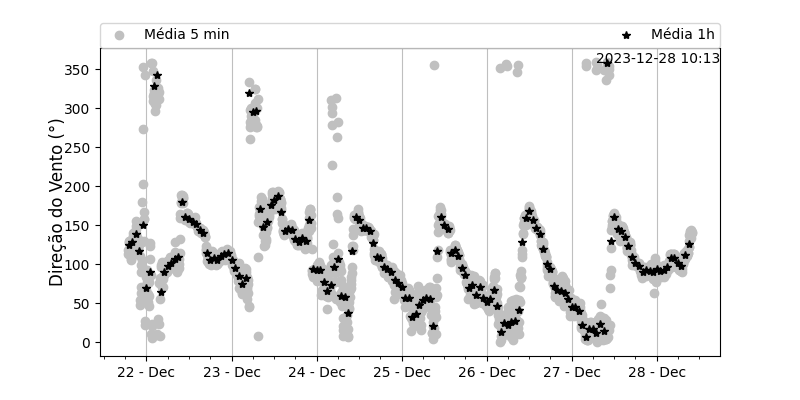 Média 5 min
Média 1h
2023-12-28 10:13
Direção do Vento (°)
350
300
250
200
150
100
50
0
22 - Dec
23 - Dec
24 - Dec
25 - Dec
26 - Dec
27 - Dec
28 - Dec